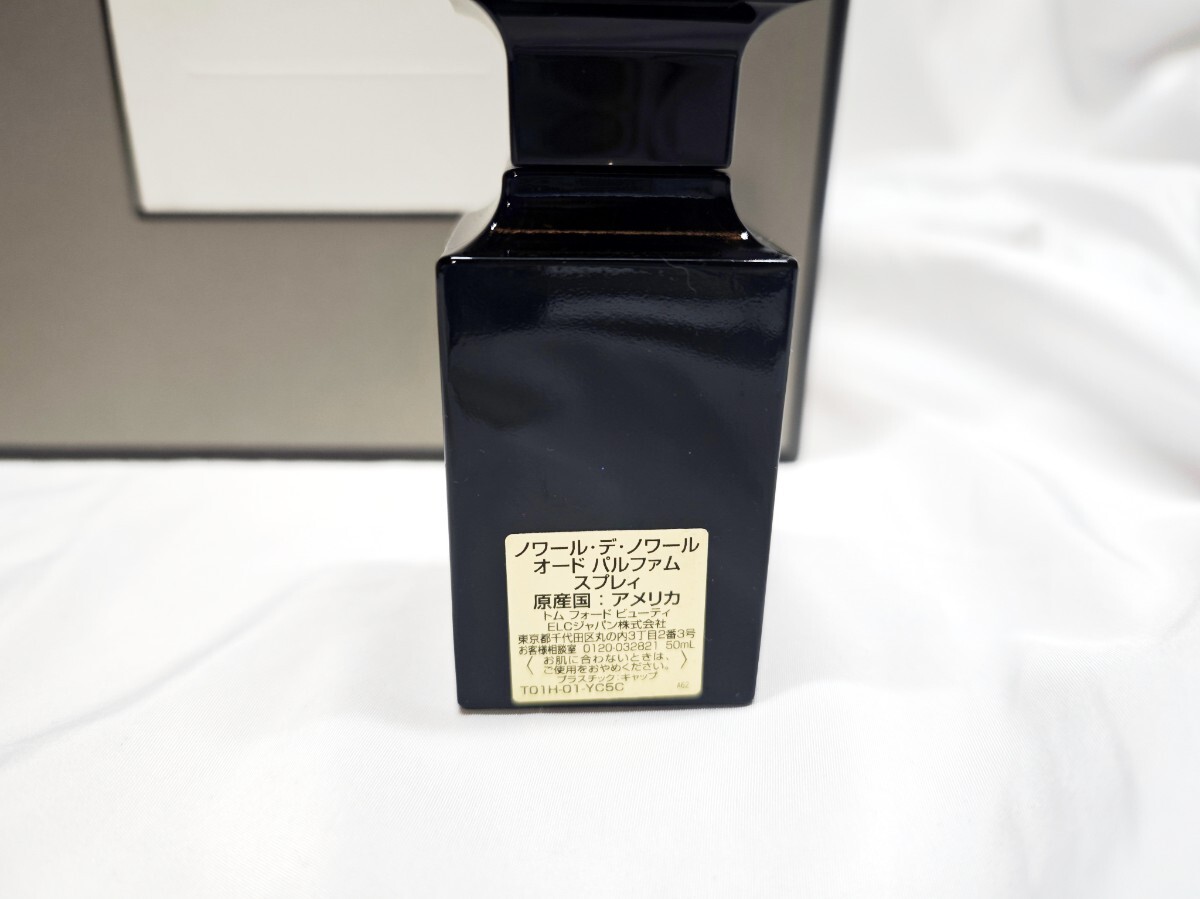 ノワール・デ・ノワール
オード パルファム
スプレィ
原産国：アメリカ
トム フォード ビューティ
ELCジャパン株式会社
東京都千代田区丸の内3丁目2番3号
お客様相談室 0120-032821 50mL
〈 お肌に合わないときは、
ご使用をおやめください。 〉
プラスチック:キャップ
T01H-01-YC5C 462